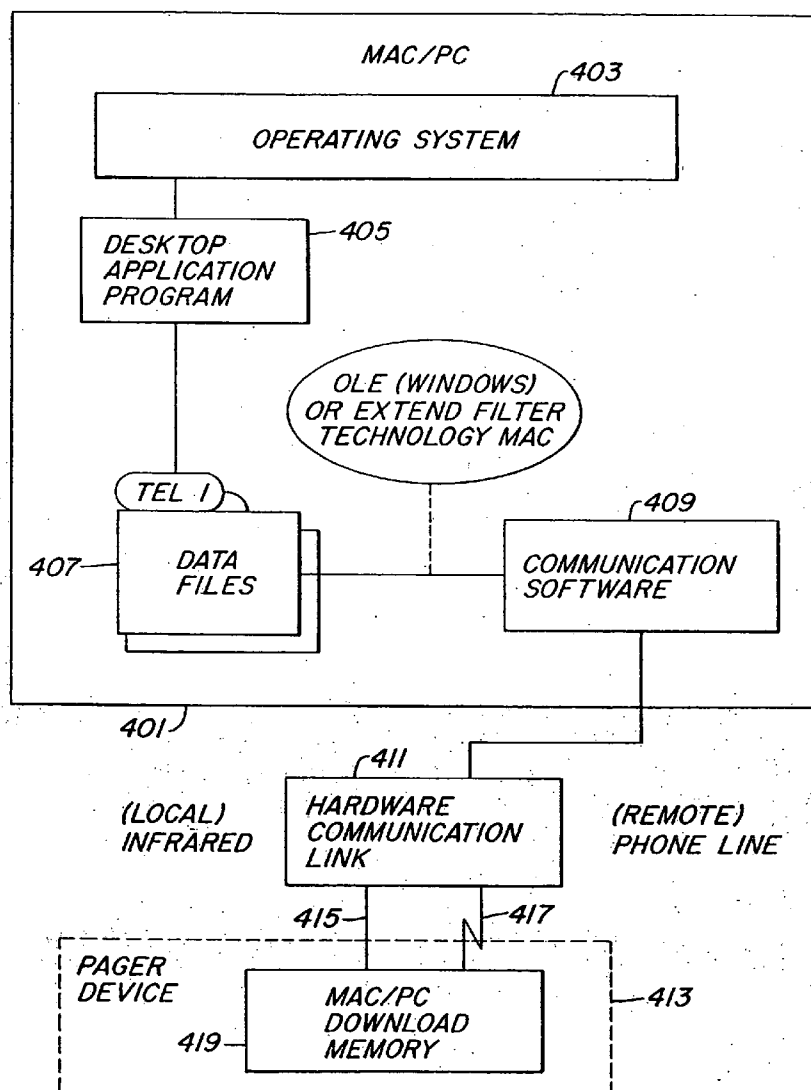 MAC/PC
403
OPERATING SYSTEM
405
DESKTOP
APPLICATION
PROGRAM
OLE (WINDOWS)
OR EXTEND FILTER
TECHNOLOGY MAC
TEL 1
409
407
DATA
FILES
COMMUNICATION
SOFTWARE
401
411
(LOCAL)
INFRARED
HARDWARE
COMMUNICATION
LINK
(REMOTE)
PHONE LINE
415
417
PAGER
DEVICE
413
MAC/PC
DOWNLOAD
MEMORY
419